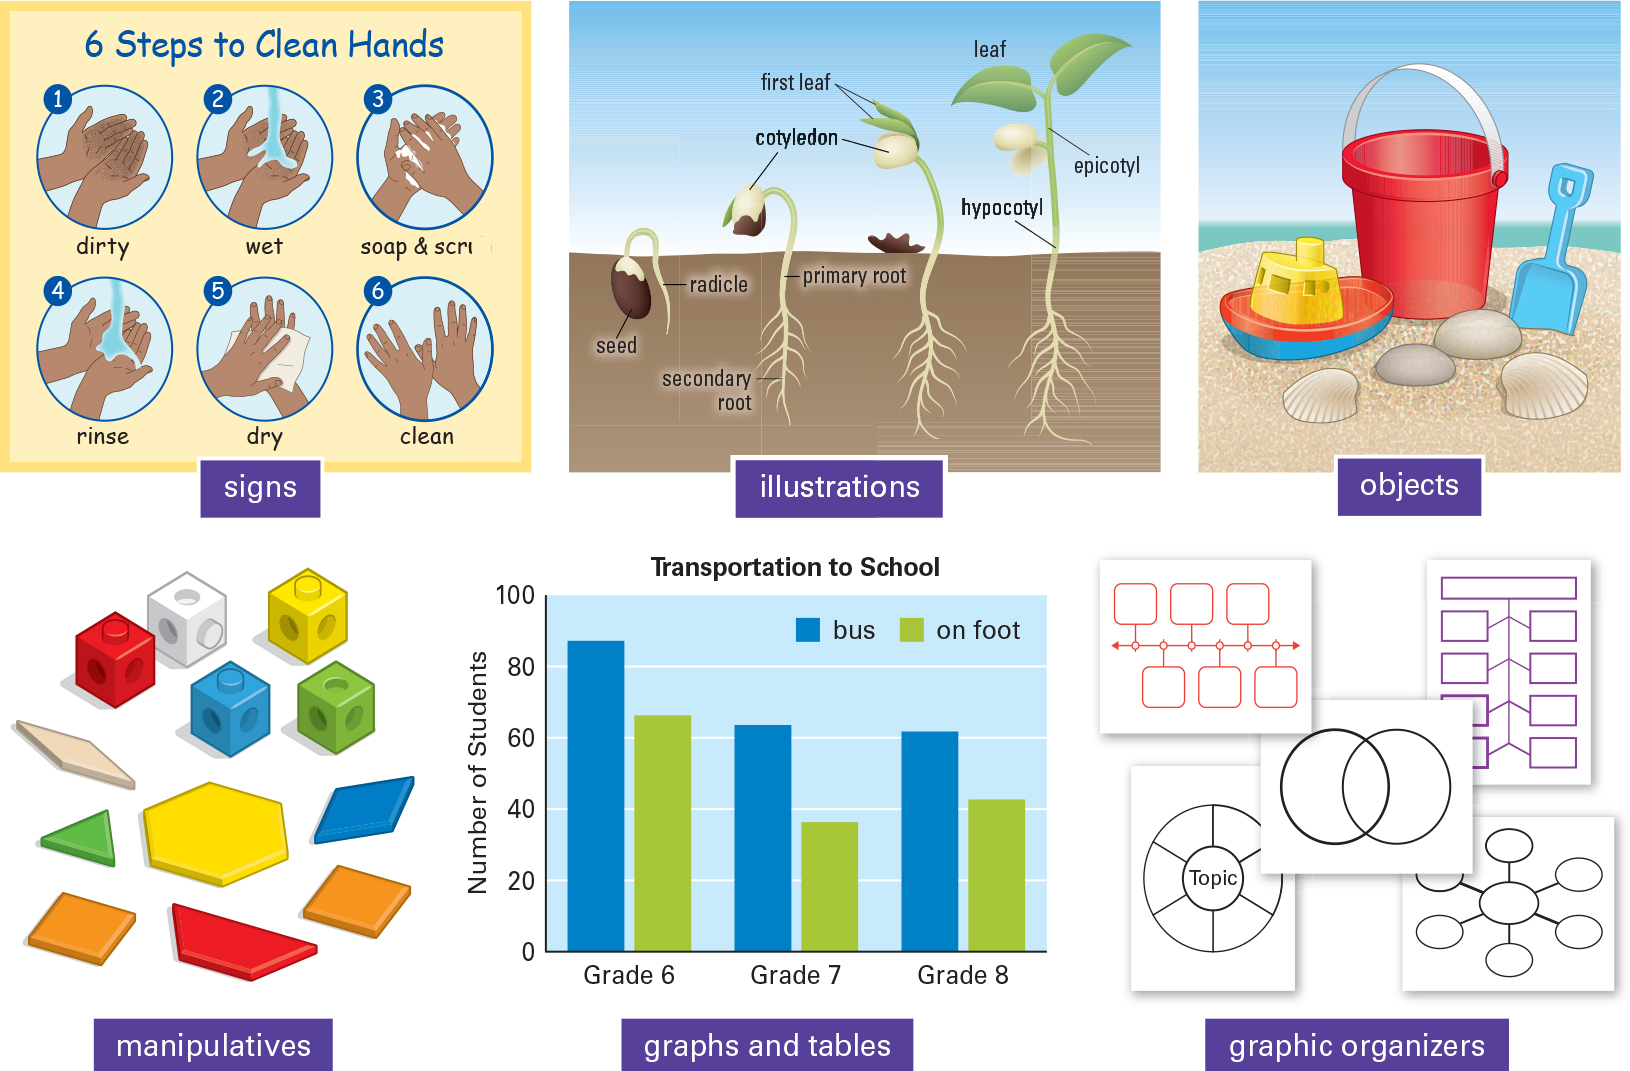 6 Steps to Clean Hands
1
2
3
dirty
wet
soap & scru
4
5
6
rinse
dry
clean
signs
leaf
first leaf
cotyledon
epicotyl
hypocotyl
radicle
primary root
seed
secondary
root
illustrations
objects
manipulatives
Transportation to School
bus
on foot
Number of Students
100
80
60
40
20
0
Grade 6
Grade 7
Grade 8
graphs and tables
Topic
graphic organizers